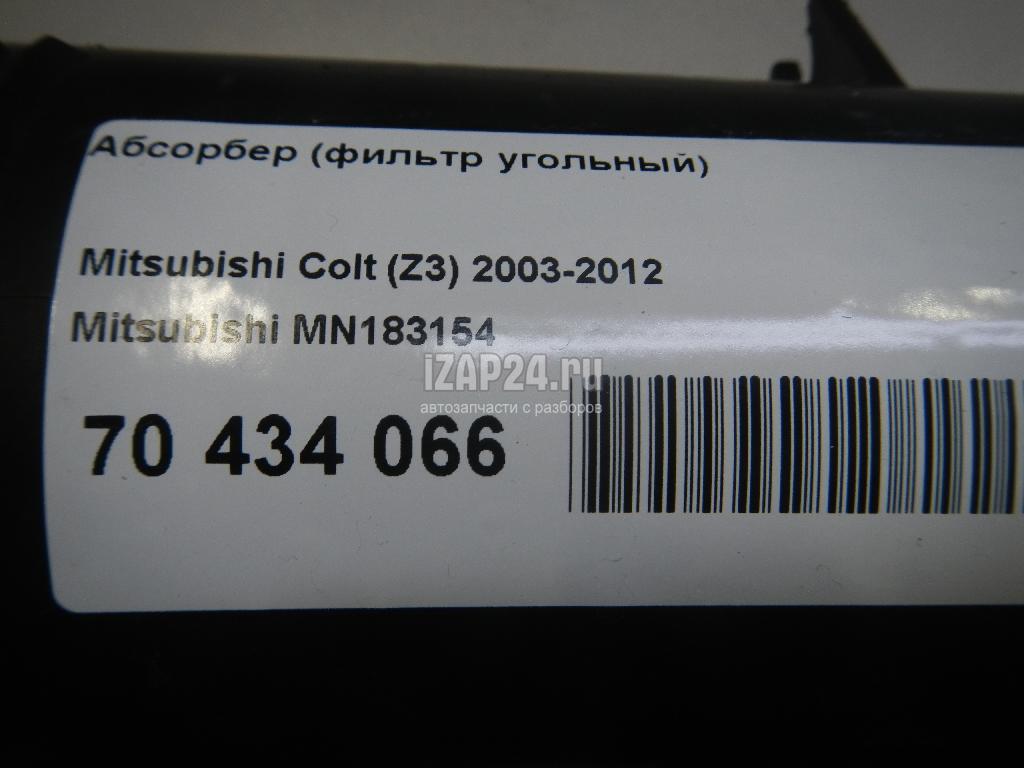 Абсорбер (фильтр угольный)
Mitsubishi Colt (Z3) 2003-2012
Mitsubishi MN183154
iZAP24.ru
автозапчасти с разборов
70 434 066